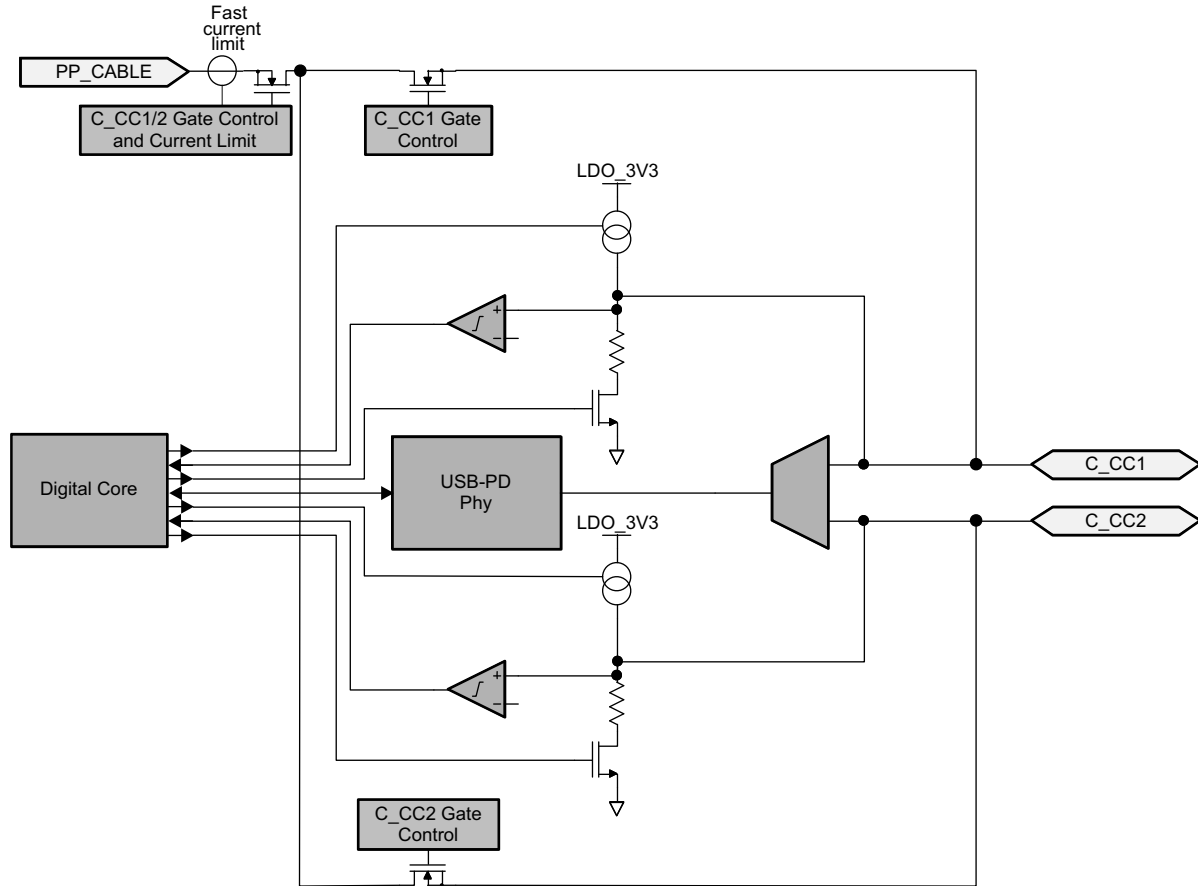 Fast
current
limit
PP_CABLE
C_CC1/2 Gate Control
and Current Limit
C_CC1 Gate
Control
LDO_3V3
+
−
Digital Core
USB-PD
Phy
C_CC1
C_CC2
LDO_3V3
+
−
C_CC2 Gate
Control